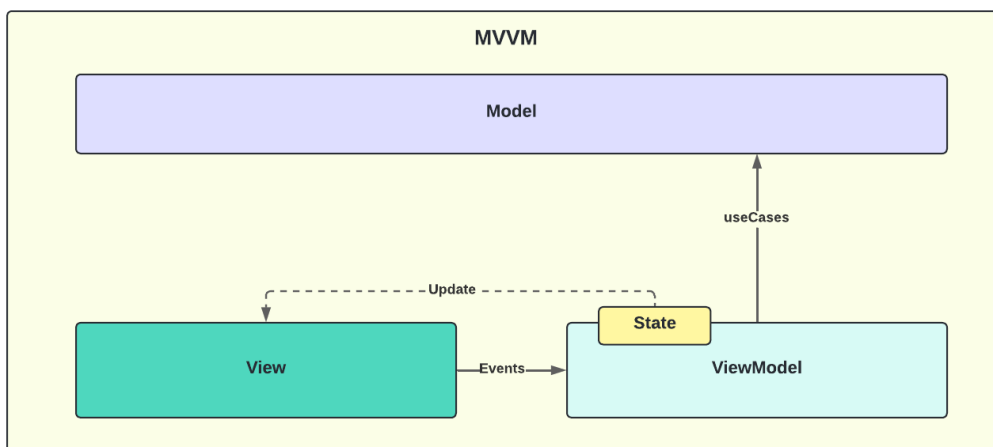 MVVM
Model
useCases
Update
State
View
Events
ViewModel